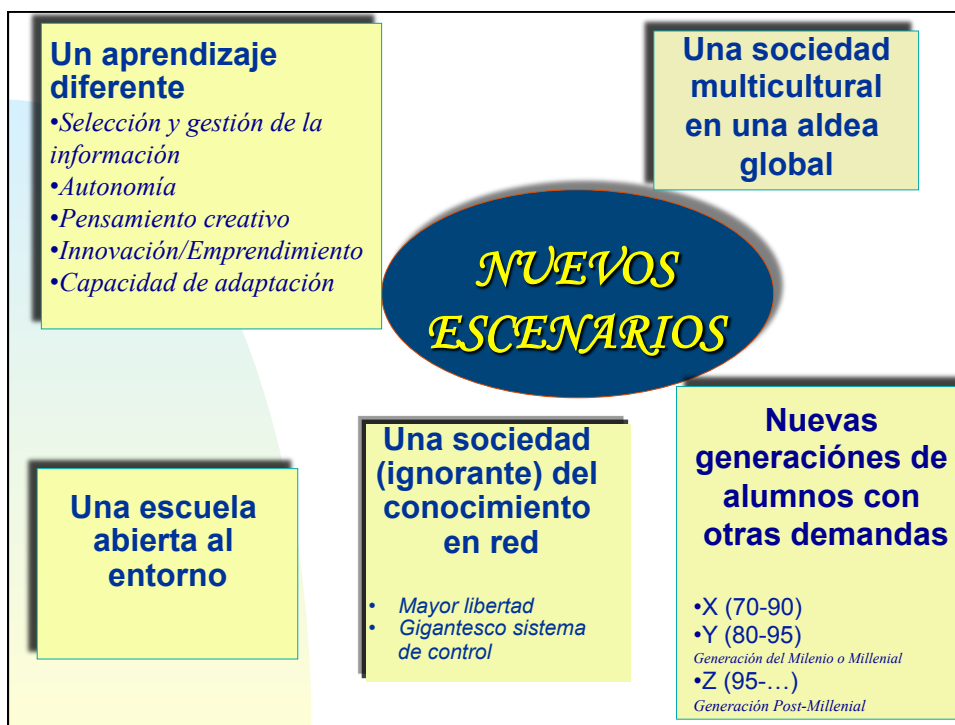 Un aprendizaje
diferente
•Selección y gestión de la
información
•Autonomía
•Pensamiento creativo
•Innovación/Emprendimiento
•Capacidad de adaptación
Una sociedad
multicultural
en una aldea
global
NUEVOS
ESCENARIOS
Una escuela
abierta al
entorno
Una sociedad
(ignorante) del
conocimiento
en red
• Mayor libertad
• Gigantesco sistema
de control
Nuevas
generaciónes de
alumnos con
otras demandas
•X (70-90)
•Y (80-95)
Generación del Milenio o Millenial
•Z (95-…)
Generación Post-Millenial